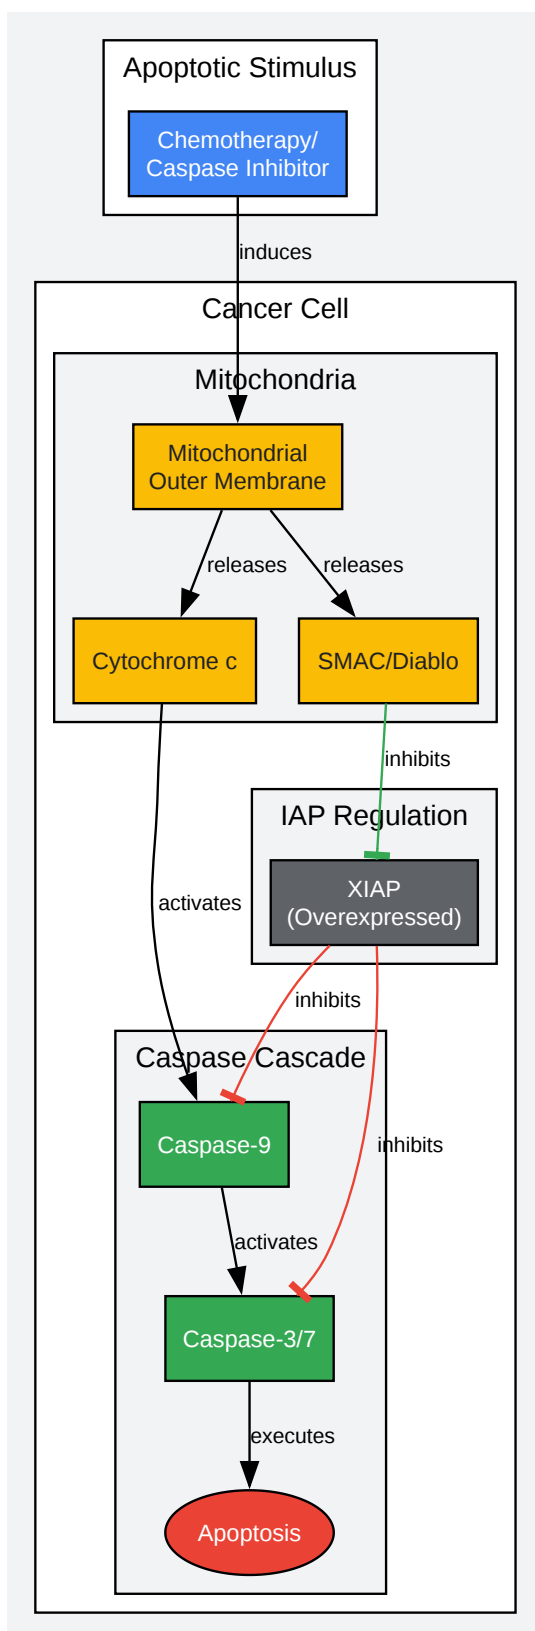 Apoptotic Stimulus
Chemotherapy/
Caspase Inhibitor
induces
Cancer Cell
Mitochondria
Mitochondrial
Outer Membrane
releases
releases
Cytochrome c
SMAC/Diablo
inhibits
IAP Regulation
XIAP
(Overexpressed)
activates
inhibits
Caspase Cascade
Caspase-9
inhibits
activates
Caspase-3/7
executes
Apoptosis